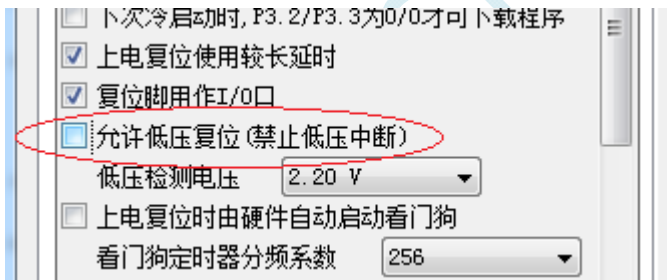 下次冷启动时,P3.2/P3.3为0/0才可下载程序
上电复位使用较长延时
复位脚用作I/O口
允许低压复位(禁止低压中断)
低压检测电压 2.20 V
上电复位时由硬件自动启动看门狗
看门狗定时器分频系数 256